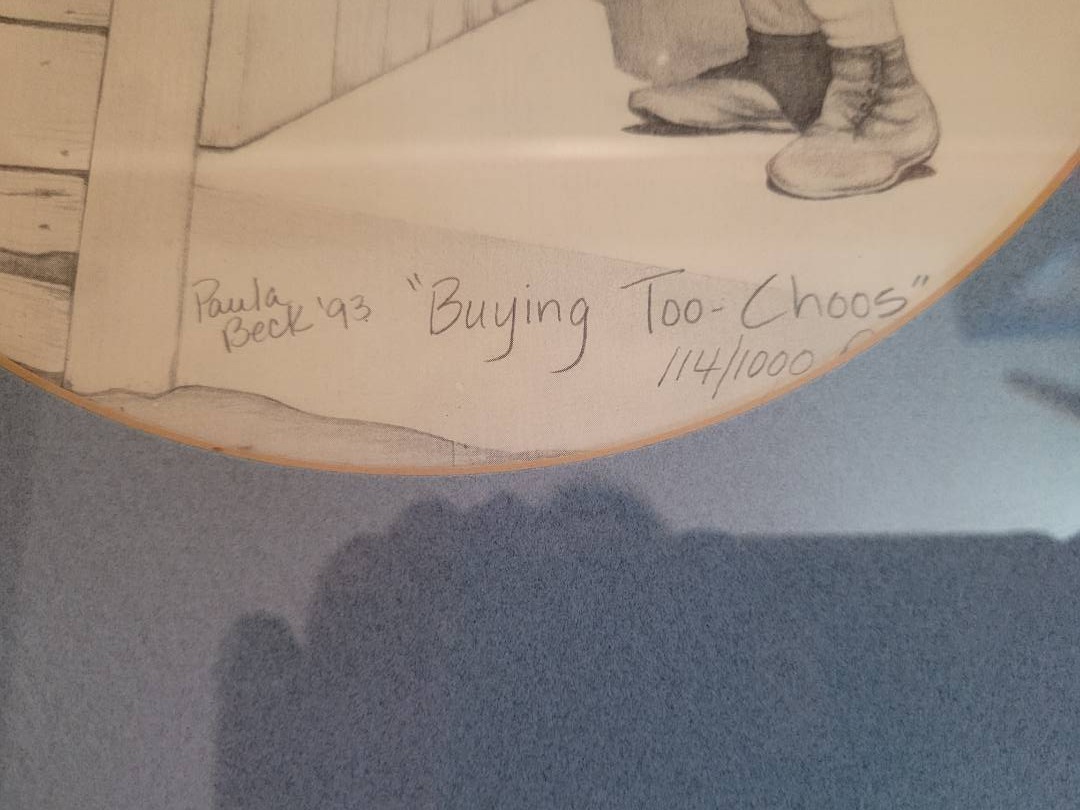 Paula
Beck '93
"Buying Too-Choos"
114/1000